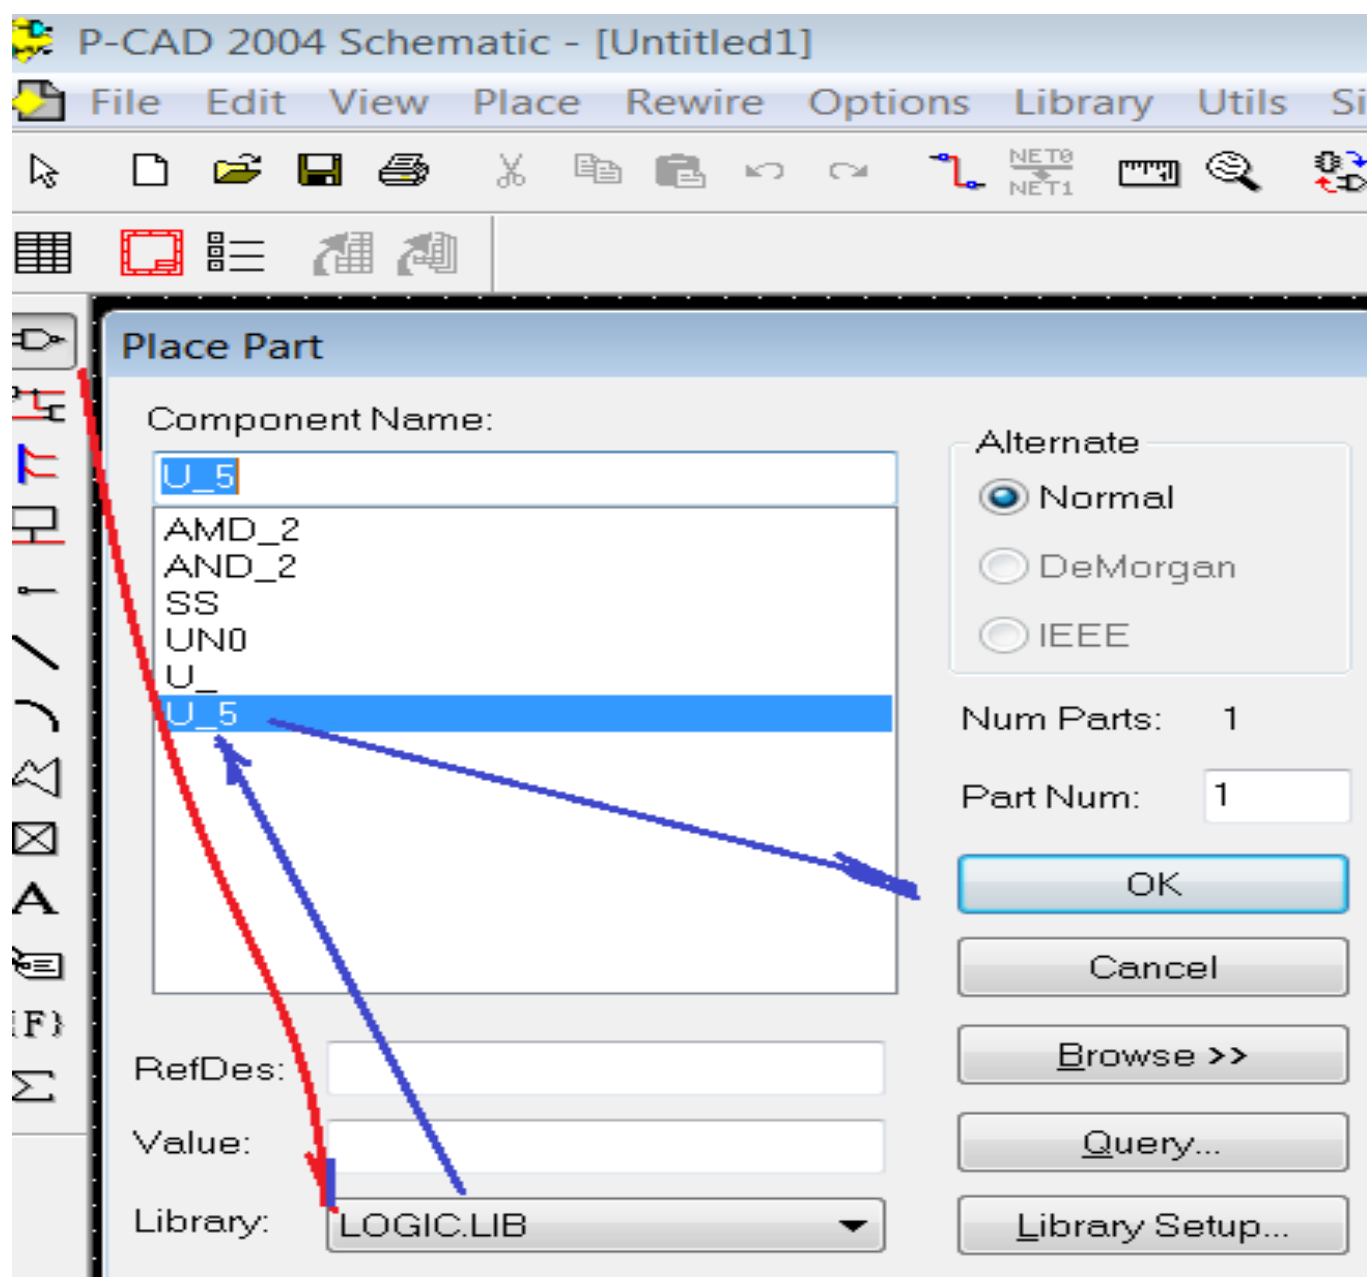 P-CAD 2004 Schematic - [Untitled1]
File Edit View Place Rewire Options Library Utils Si
NET0
NET1
Place Part
Component Name:
U_5
AMD_2
AND_2
SS
UN0
U_
U_5
Alternate
Normal
DeMorgan
IEEE
Num Parts: 1
Part Num: 1
OK
Cancel
Browse >>
Query...
Library Setup...
RefDes:
Value:
Library: LOGIC.LIB
A
F}
Σ